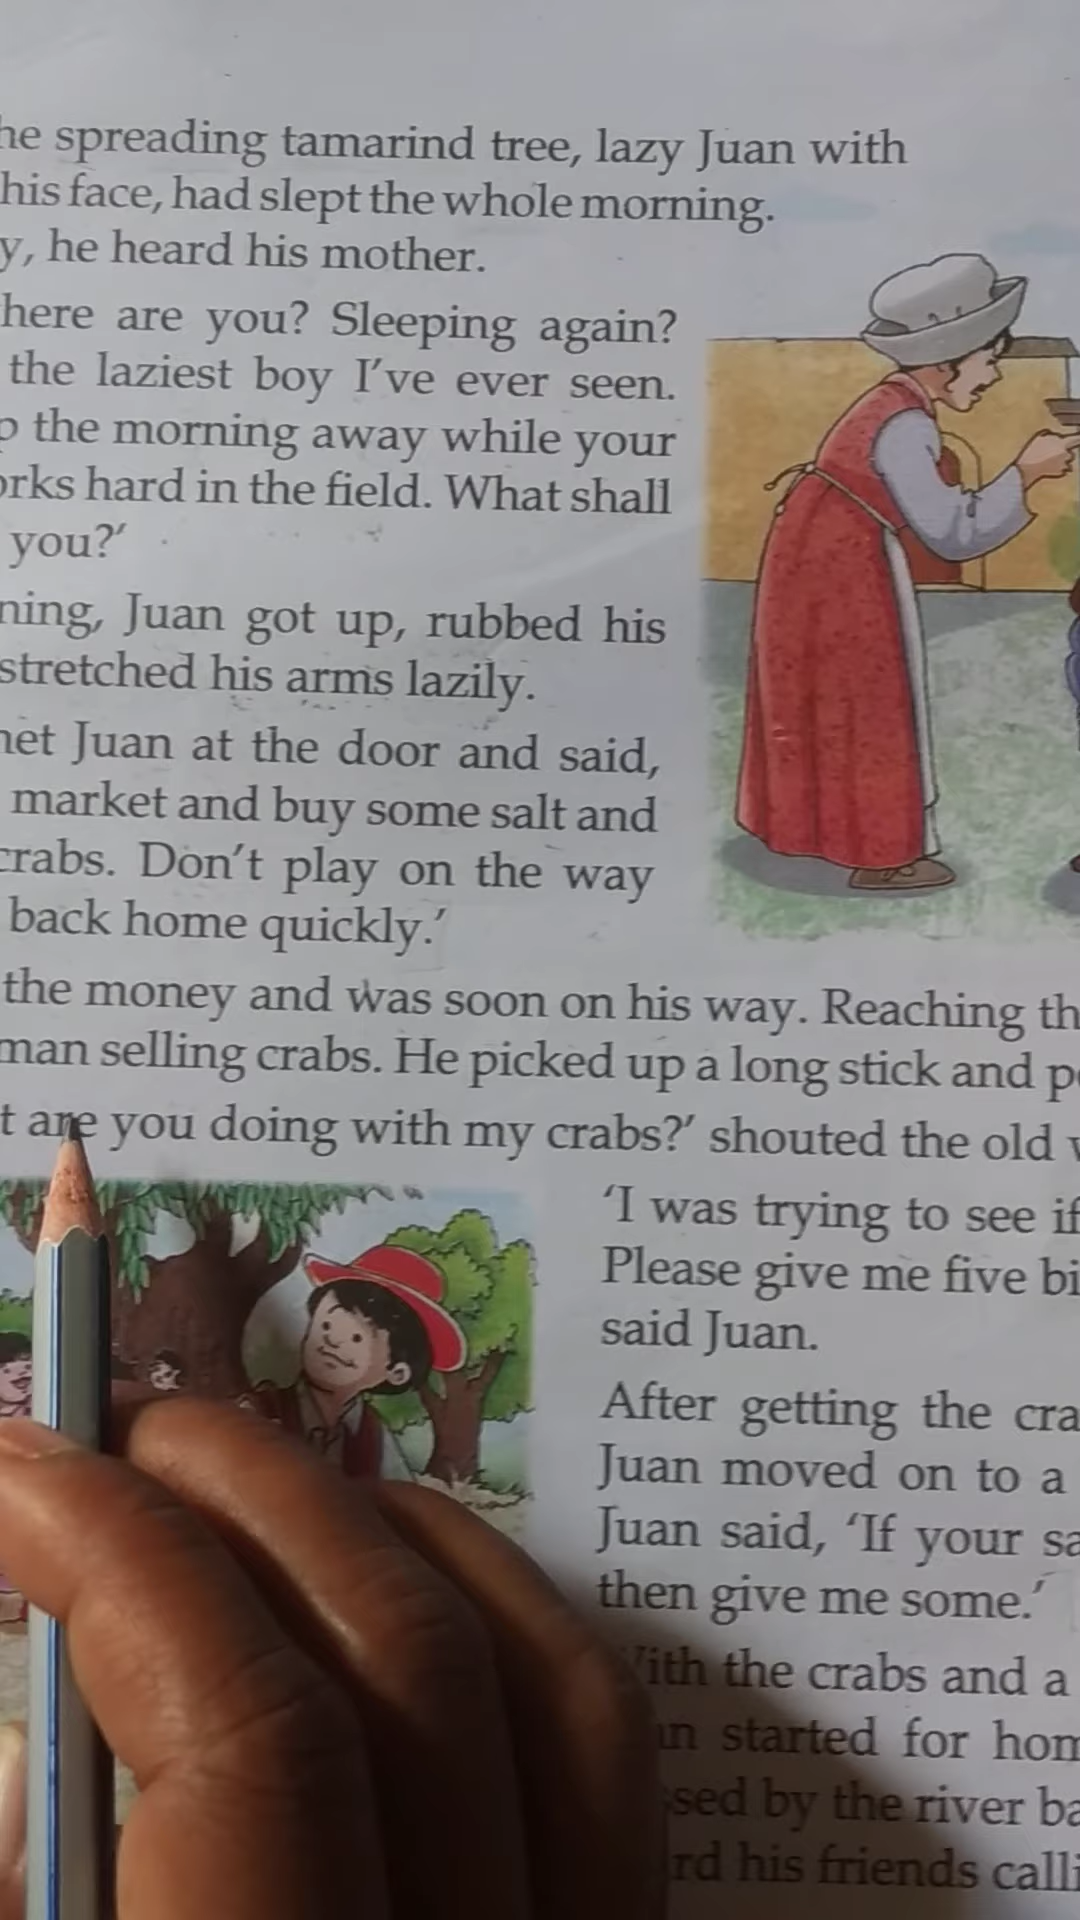 he spreading tamarind tree, lazy Juan with
his face, had slept the whole morning.
y, he heard his mother.
here are you? Sleeping again?
the laziest boy I've ever seen.
p the morning away while your
orks hard in the field. What shall
you?'
ning, Juan got up, rubbed his
stretched his arms lazily.
net Juan at the door and said,
market and buy some salt and
crabs. Don't play on the way
back home quickly.'
the money and was soon on his way. Reaching th
man selling crabs. He picked up a long stick and p
t are you doing with my crabs?' shouted the old
'I was trying to see if
Please give me five bi
said Juan.
After getting the cra
Juan moved on to a
Juan said, 'If your sa
then give me some.'
ith the crabs and a
an started for hom
ssed by the river ba
rd his friends calli